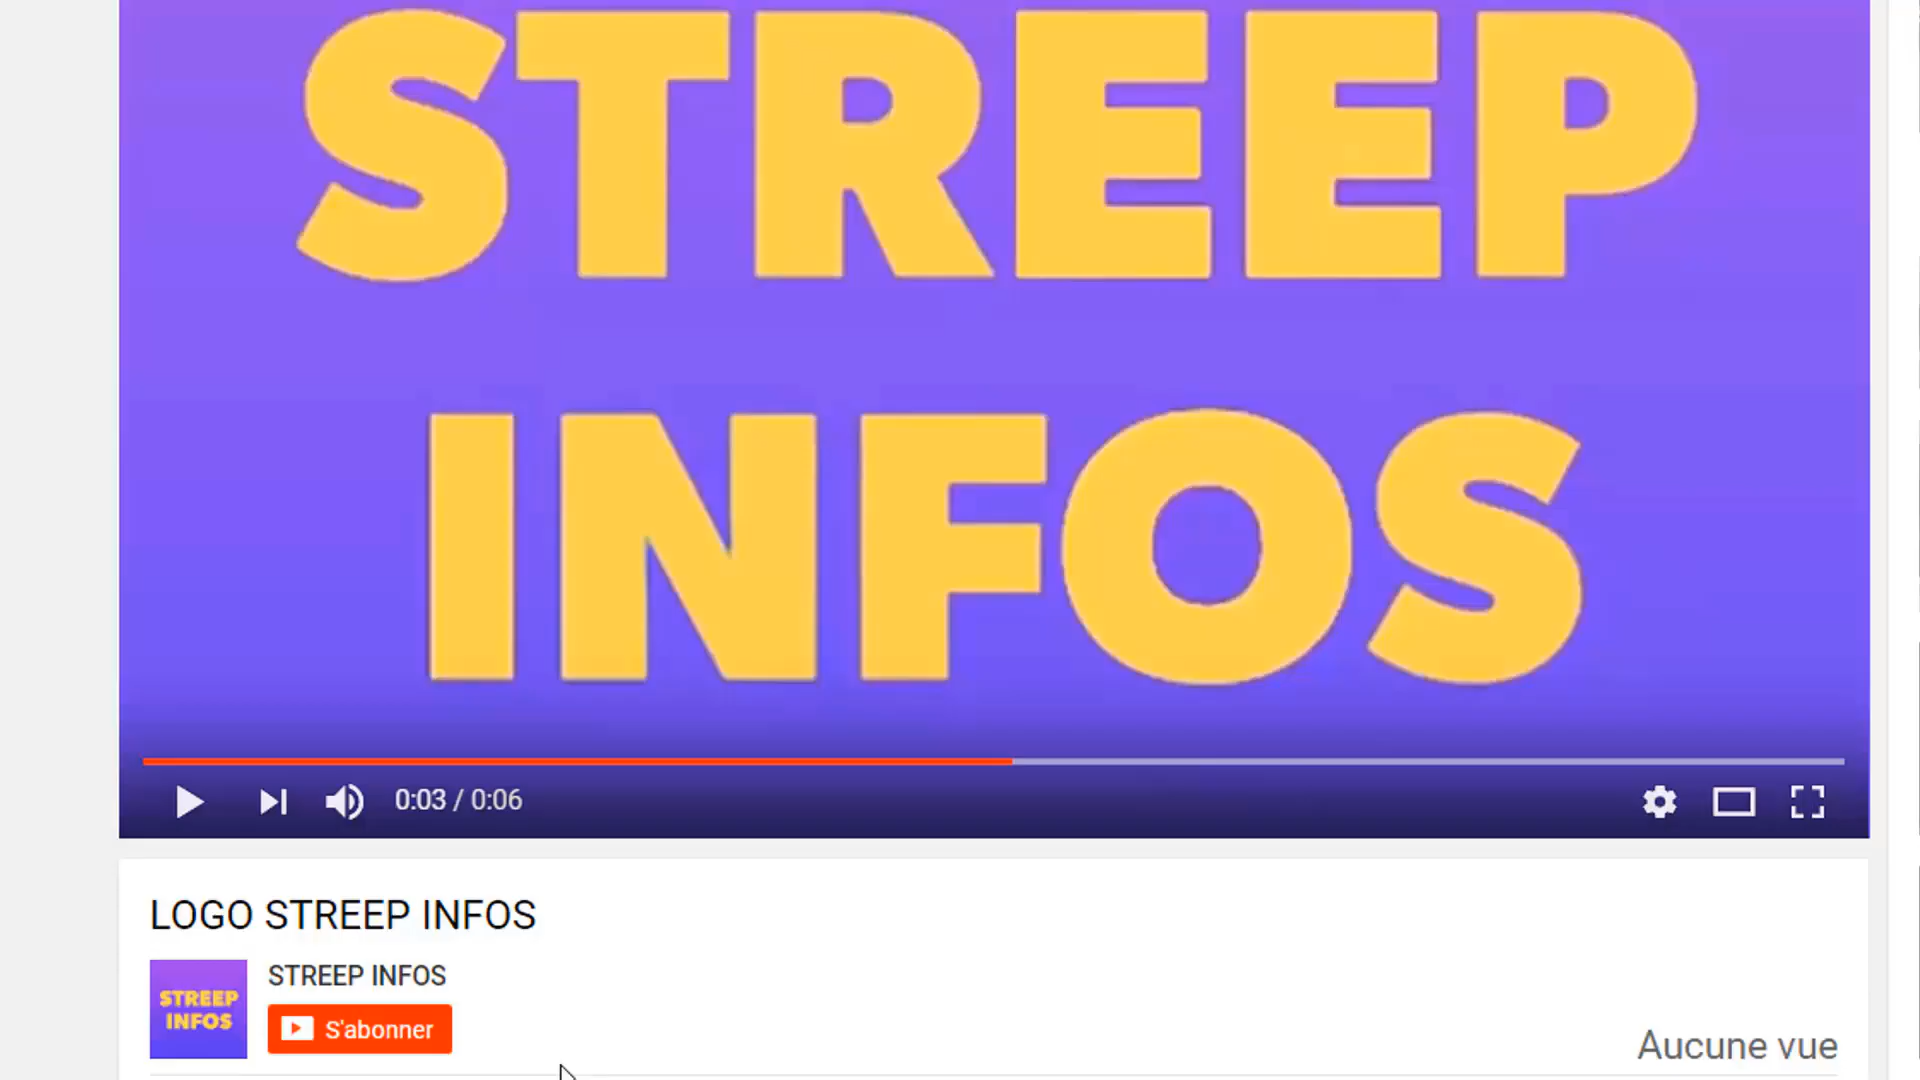 STREEP
INFOS
0:03 / 0:06
LOGO STREEP INFOS
STREEP INFOS
STREEP
INFOS
S'abonner
Aucune vue